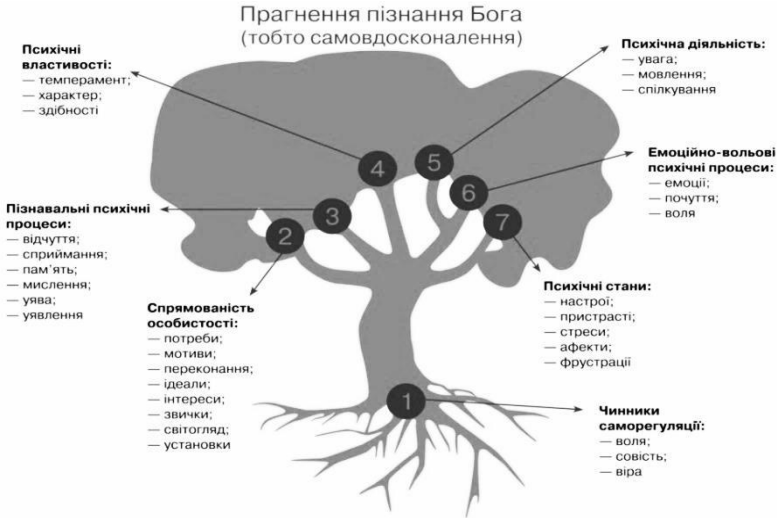 Прагнення пізнання Бога
(тобто самовдосконалення)
Психічні
властивості:
— темперамент;
— характер;
— здібності
Психічна діяльність:
— увага;
— мовлення;
— спілкування
4
5
Емоційно-вольові
психічні процеси:
— емоції;
— почуття;
— воля
6
Пізнавальні психічні
процеси:
— відчуття;
— сприймання;
— пам'ять;
— мислення;
— уява;
— уявлення
3
2
7
Спрямованість
особистості:
— потреби;
— мотиви;
— переконання;
— ідеали;
— інтереси;
— звички;
— світогляд;
— установки
Психічні стани:
— настрої;
— пристрасті;
— стреси;
— афекти;
— фрустрації
1
Чинники
саморегуляції:
— воля;
— совість;
— віра